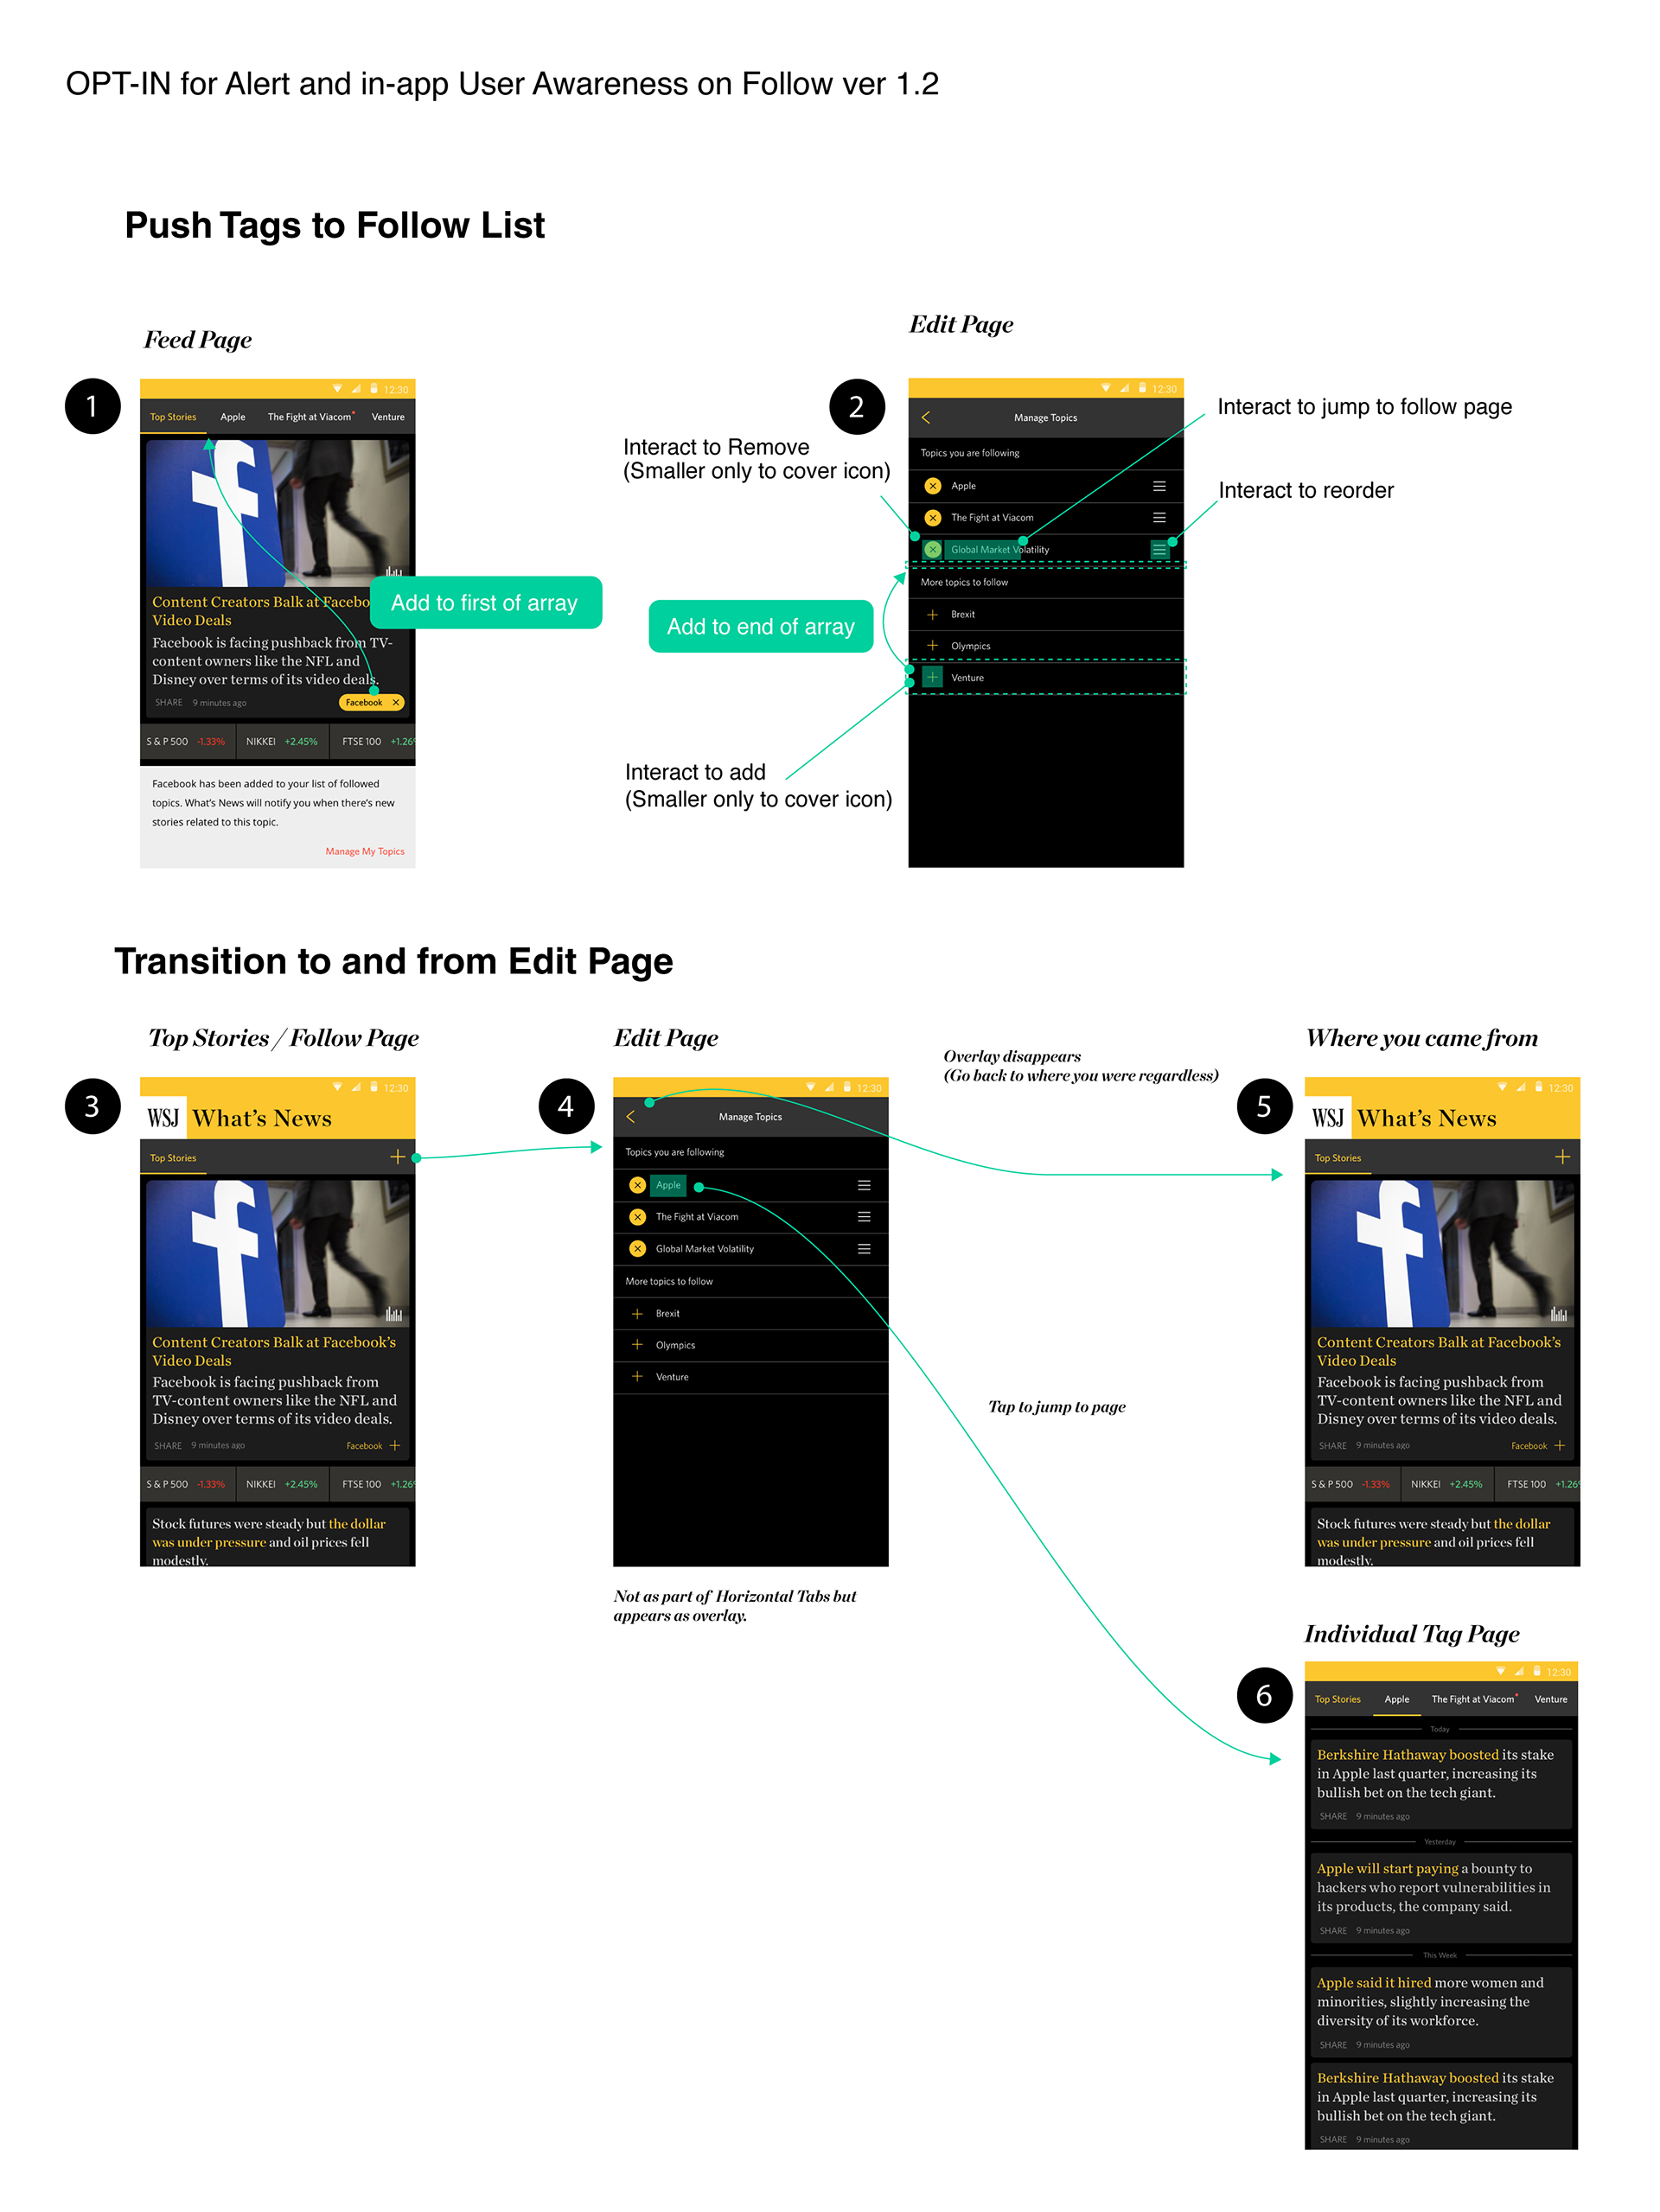 OPT-IN for Alert and in-app User Awareness on Follow ver 1.2
Push Tags to Follow List
Feed Page
1
12:30
Top Stories Apple The Fight at Viacom Venture
Content Creators Balk at Facebo
Video Deals
Facebook is facing pushback from TV-
content owners like the NFL and
Disney over terms of its video deals.
SHARE 9 minutes ago Facebook ×
S & P 500 -1.33% NIKKEI +2.45% FTSE 100 +1.26%
Facebook has been added to your list of followed
topics. What's News will notify you when there's new
stories related to this topic.
Manage My Topics
Add to first of array
Edit Page
2
12:30
Manage Topics
Topics you are following
Apple
The Fight at Viacom
Global Market Volatility
More topics to follow
Brexit
Olympics
Venture
Interact to Remove
(Smaller only to cover icon)
Interact to jump to follow page
Interact to reorder
Add to end of array
Interact to add
(Smaller only to cover icon)
Transition to and from Edit Page
Top Stories / Follow Page
3
12:30
WSJ What's News
Top Stories +
Content Creators Balk at Facebook's
Video Deals
Facebook is facing pushback from
TV-content owners like the NFL and
Disney over terms of its video deals.
SHARE 9 minutes ago Facebook +
S & P 500 -1.33% NIKKEI +2.45% FTSE 100 +1.26%
Stock futures were steady but the dollar
was under pressure and oil prices fell
modestly.
Edit Page
4
12:30
Manage Topics
Topics you are following
Apple
The Fight at Viacom
Global Market Volatility
More topics to follow
Brexit
Olympics
Venture
Not as part of Horizontal Tabs but
appears as overlay.
Overlay disappears
(Go back to where you were regardless)
Tap to jump to page
Where you came from
5
12:30
WSJ What's News
Top Stories +
Content Creators Balk at Facebook's
Video Deals
Facebook is facing pushback from
TV-content owners like the NFL and
Disney over terms of its video deals.
SHARE 9 minutes ago Facebook +
S & P 500 -1.33% NIKKEI +2.45% FTSE 100 +1.26%
Stock futures were steady but the dollar
was under pressure and oil prices fell
modestly.
Individual Tag Page
6
12:30
Top Stories Apple The Fight at Viacom Venture
Today
Berkshire Hathaway boosted its stake
in Apple last quarter, increasing its
bullish bet on the tech giant.
SHARE 9 minutes ago
Yesterday
Apple will start paying a bounty to
hackers who report vulnerabilities in
its products, the company said.
SHARE 9 minutes ago
This Week
Apple said it hired more women and
minorities, slightly increasing the
diversity of its workforce.
SHARE 9 minutes ago
Berkshire Hathaway boosted its stake
in Apple last quarter, increasing its
bullish bet on the tech giant.
SHARE 9 minutes ago